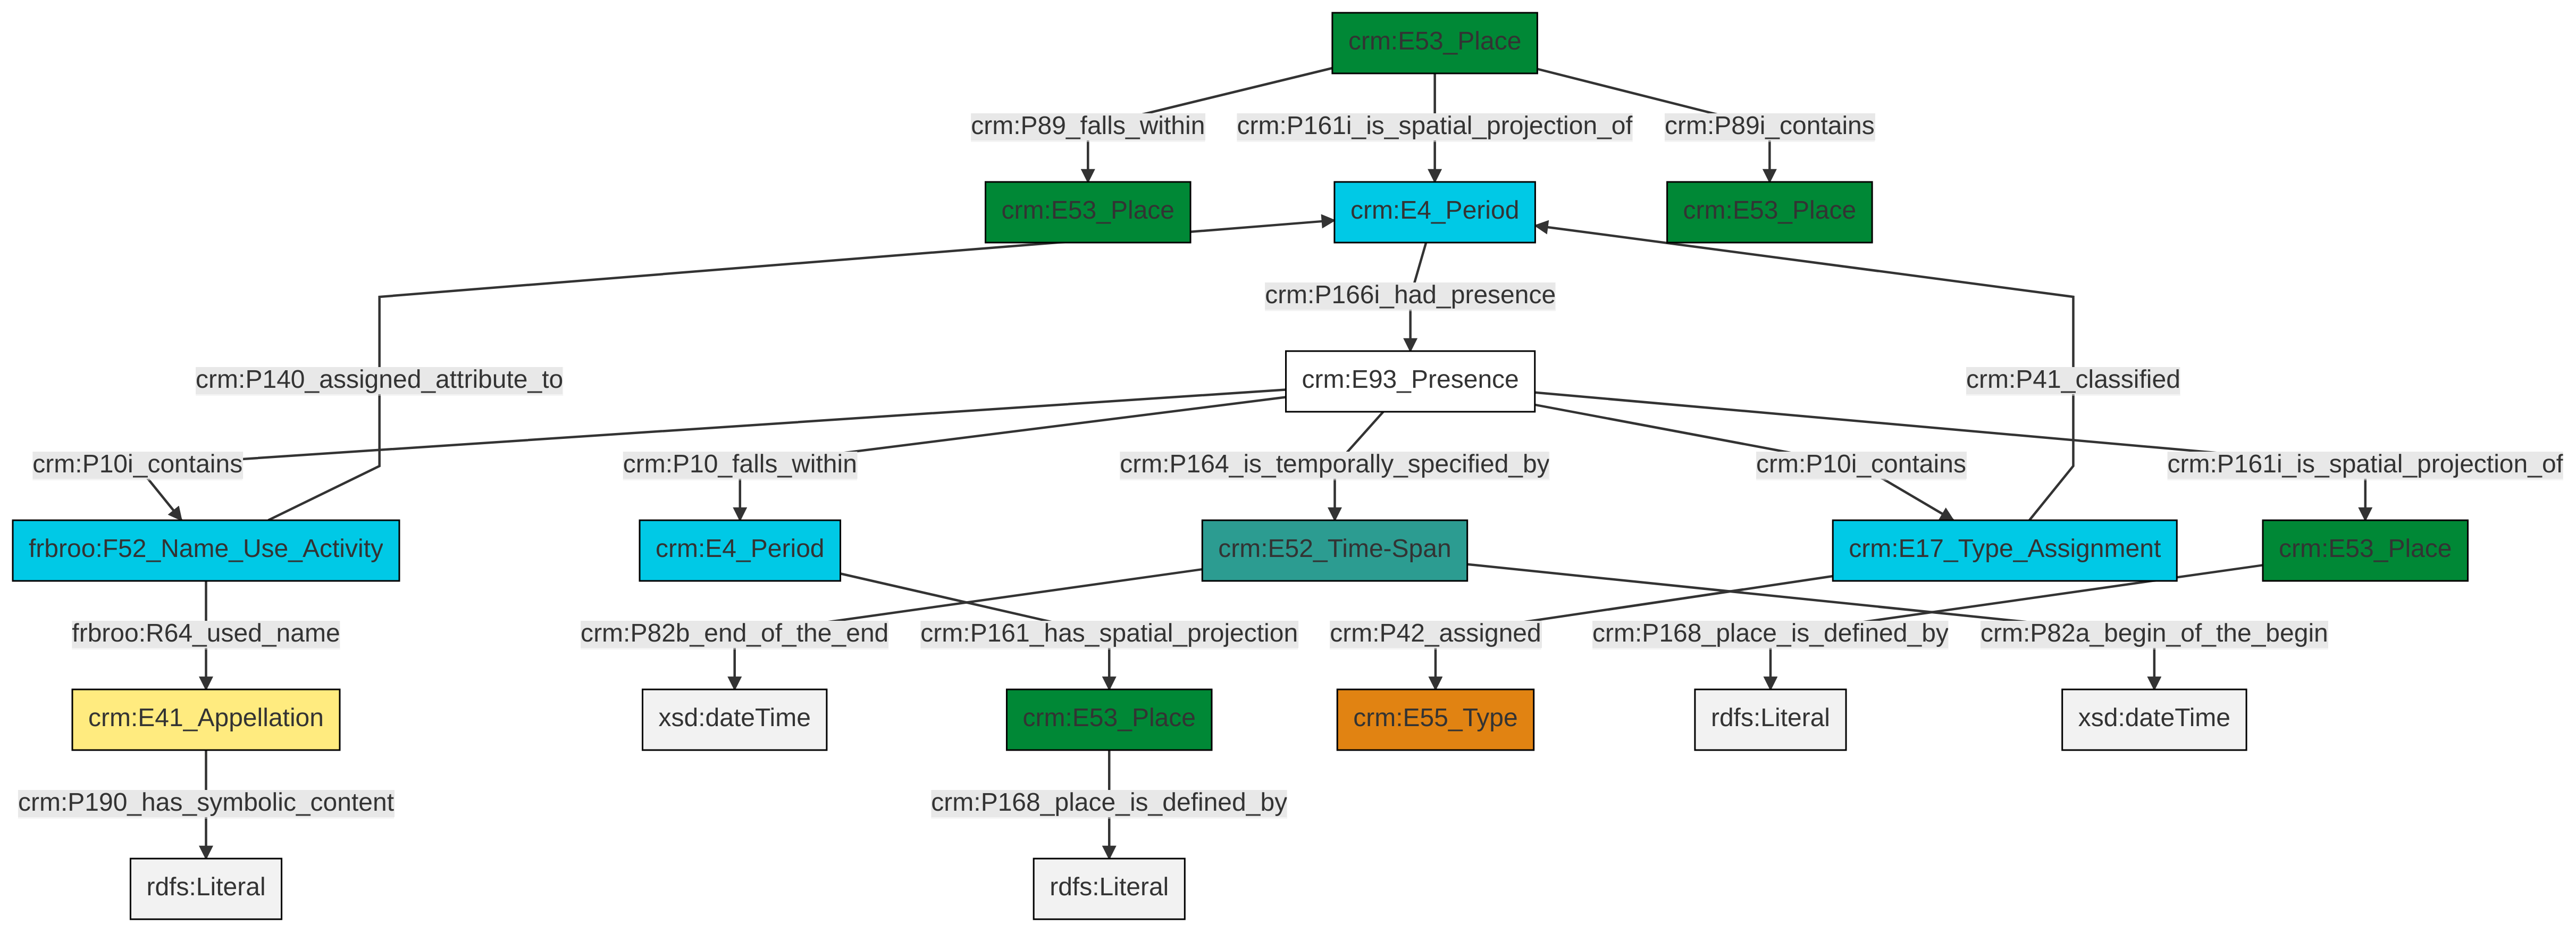 crm:E53_Place
crm:P89_falls_within
crm:P161i_is_spatial_projection_of
crm:P89i_contains
crm:E53_Place
crm:E4_Period
crm:E53_Place
crm:P166i_had_presence
crm:P140_assigned_attribute_to
crm:E93_Presence
crm:P41_classified
crm:P10i_contains
crm:P10_falls_within
crm:P164_is_temporally_specified_by
crm:P10i_contains
crm:P161i_is_spatial_projection_of
frbroo:F52_Name_Use_Activity
crm:E4_Period
crm:E52_Time-Span
crm:E17_Type_Assignment
crm:E53_Place
frbroo:R64_used_name
crm:P82b_end_of_the_end
crm:P161_has_spatial_projection
crm:P42_assigned
crm:P168_place_is_defined_by
crm:P82a_begin_of_the_begin
crm:E41_Appellation
xsd:dateTime
crm:E53_Place
crm:E55_Type
rdfs:Literal
xsd:dateTime
crm:P190_has_symbolic_content
crm:P168_place_is_defined_by
rdfs:Literal
rdfs:Literal